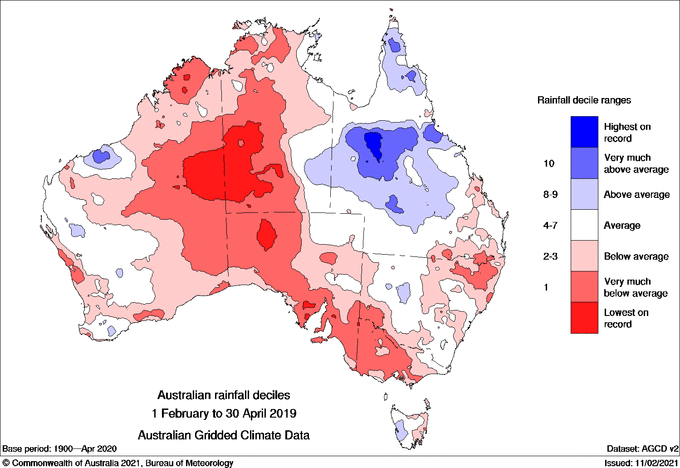 Rainfall decile ranges
Highest on
record
10
Very much
above average
8-9
Above average
4-7
Average
2-3
Below average
1
Very much
below average
Lowest on
record
Australian rainfall deciles
1 February to 30 April 2019
Australian Gridded Climate Data
Base period: 1900—Apr 2020
Dataset: AGCD v2
© Commonwealth of Australia 2021, Bureau of Meteorology
Issued: 11/02/2021